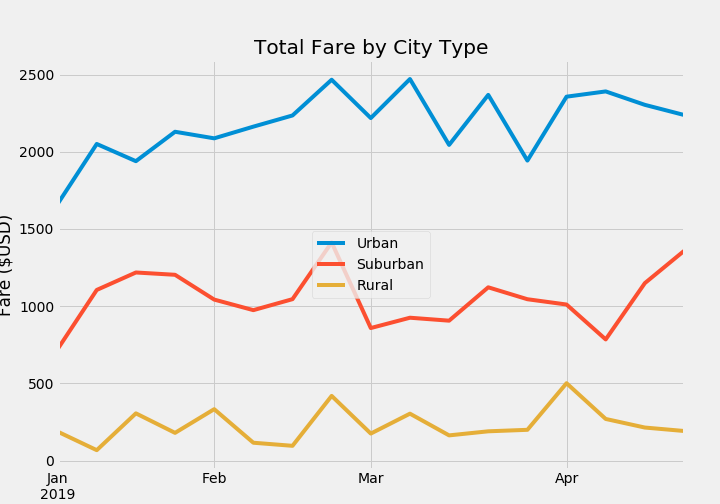 Total Fare by City Type
Fare ($USD)
2500
2000
1500
1000
500
0
Urban
Suburban
Rural
Jan
2019
Feb
Mar
Apr